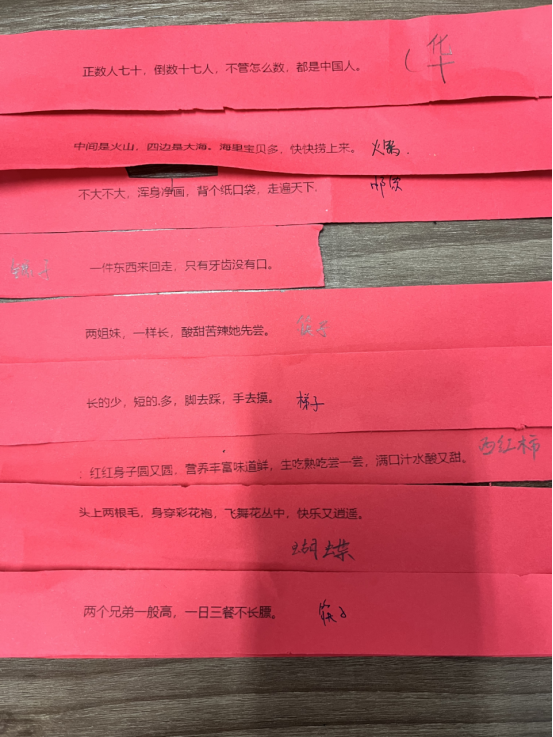 正数人七十，倒数十七人，不管怎么数，都是中国人。 华
中间是火山，四边是大海。海里宝贝多，快快捞上来。 火锅
不大不大，浑身净画，背个纸口袋，走遍天下。 邮筒
一件东西来回走，只有牙齿没有口。
两姐妹，一样长，酸甜苦辣她先尝。 筷子
长的少，短的.多，脚去踩，手去摸。 梯子
：红红身子圆又圆，营养丰富味道鲜，生吃熟吃尝一尝，满口汁水酸又甜。 西红柿
头上两根毛，身穿彩花袍，飞舞花丛中，快乐又逍遥。
蝴蝶
两个兄弟一般高，一日三餐不长膘。 筷子